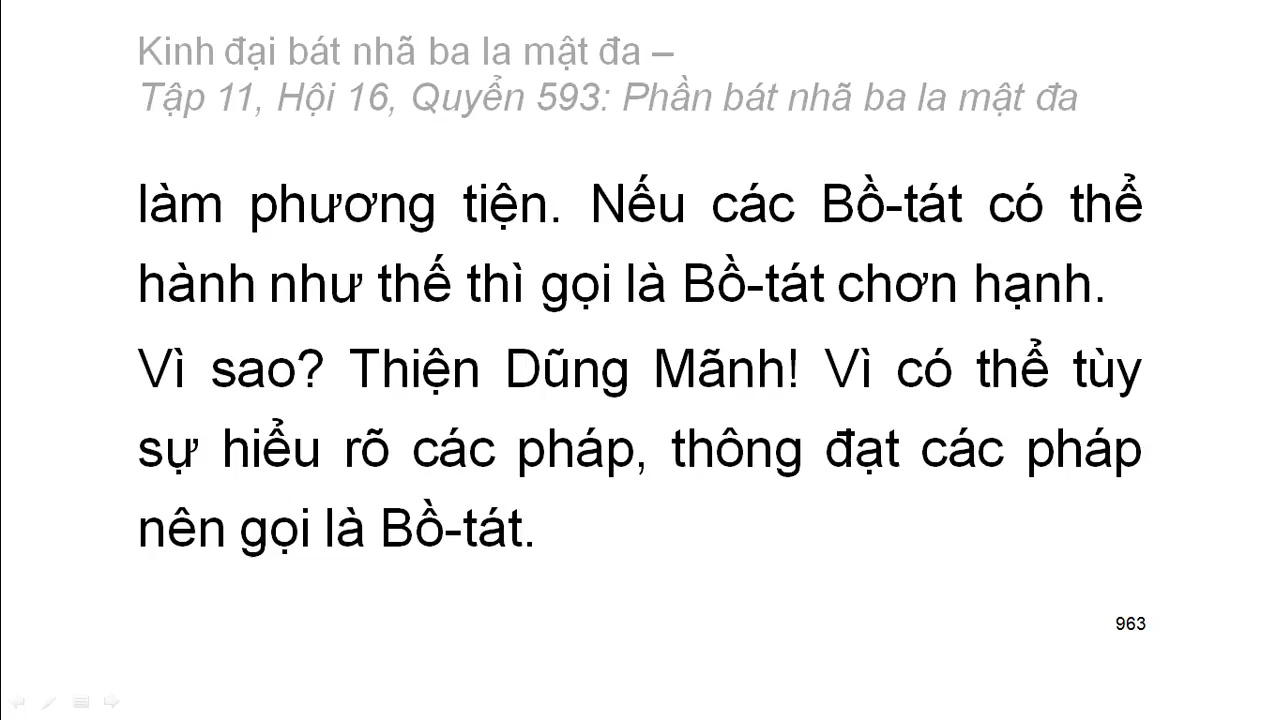 Kinh đại bát nhã ba la mật đa –
Tập 11, Hội 16, Quyển 593: Phần bát nhã ba la mật đa
làm phương tiện. Nếu các Bồ-tát có thể
hành như thế thì gọi là Bồ-tát chơn hạnh.
Vì sao? Thiện Dũng Mãnh! Vì có thể tùy
sự hiểu rõ các pháp, thông đạt các pháp
nên gọi là Bồ-tát.
963